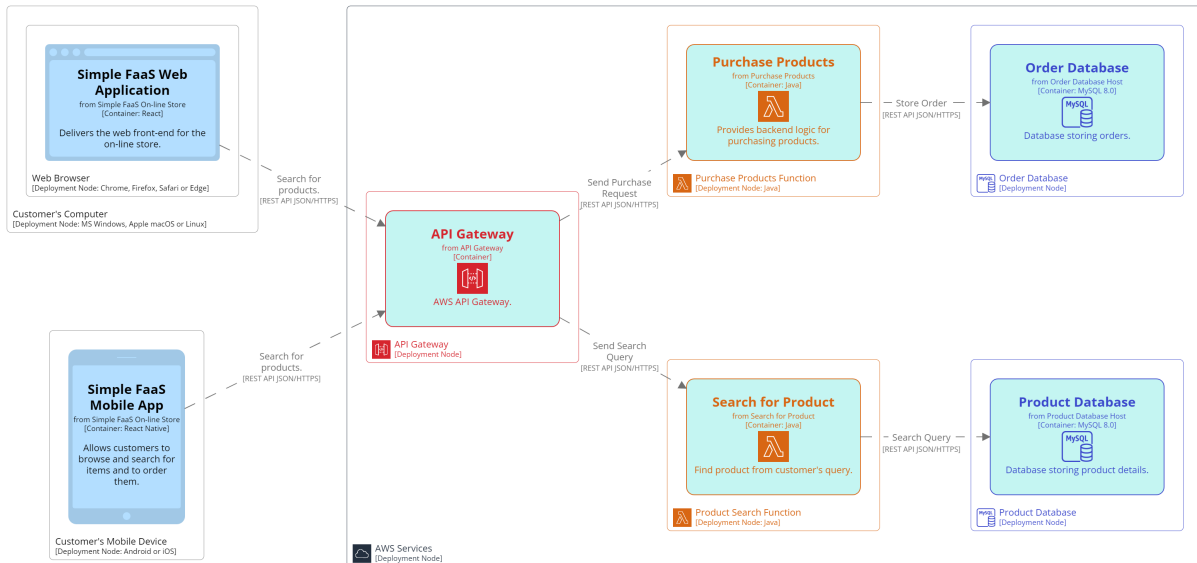 Simple FaaS Web
Application
from Simple FaaS On-line Store
[Container: React]
Delivers the web front-end for the
on-line store.
Web Browser
[Deployment Node: Chrome, Firefox, Safari or Edge]
Customer's Computer
[Deployment Node: MS Windows, Apple macOS or Linux]
Search for
products.
[REST API JSON/HTTPS]
Simple FaaS
Mobile App
from Simple FaaS On-line Store
[Container: React Native]
Allows customers to
browse and search for
items and to order
them.
Customer's Mobile Device
[Deployment Node: Android or iOS]
Search for
products.
[REST API JSON/HTTPS]
API Gateway
from API Gateway
[Container]
AWS API Gateway.
API Gateway
[Deployment Node]
Send Purchase
Request
[REST API JSON/HTTPS]
Send Search
Query
[REST API JSON/HTTPS]
Purchase Products
from Purchase Products
[Container: Java]
Provides backend logic for
purchasing products.
Purchase Products Function
[Deployment Node: Java]
Store Order
[REST API JSON/HTTPS]
Order Database
from Order Database Host
[Container: MySQL 8.0]
MySQL
Database storing orders.
MySQL
Order Database
[Deployment Node]
Search for Product
from Search for Product
[Container: Java]
Find product from customer's query.
Product Search Function
[Deployment Node: Java]
Search Query
[REST API JSON/HTTPS]
Product Database
from Product Database Host
[Container: MySQL 8.0]
MySQL
Database storing product details.
MySQL
Product Database
[Deployment Node]
AWS Services
[Deployment Node]